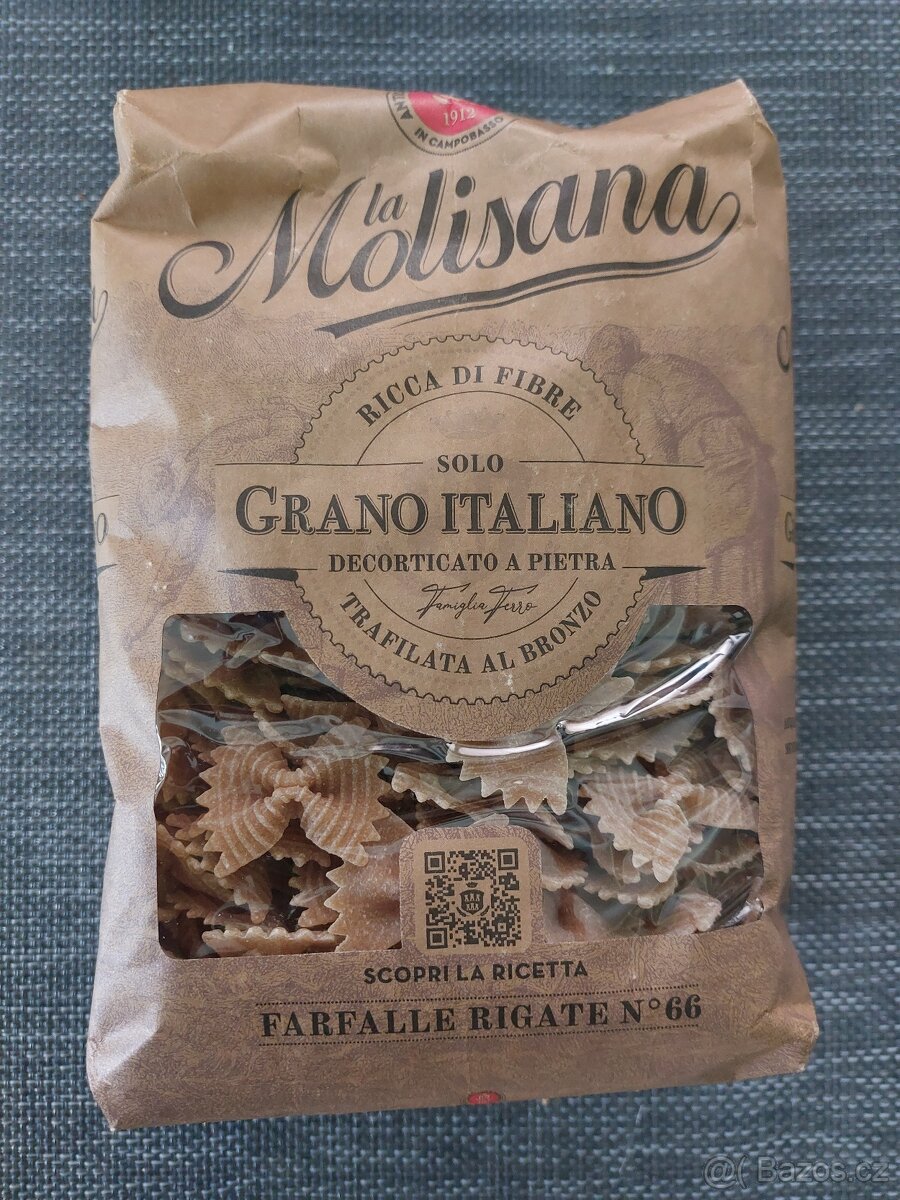 1912
IN CAMPOBASSO
la
Molisana
RICCA DI FIBRE
SOLO
GRANO ITALIANO
DECORTICATO A PIETRA
Famiglia Ferro
TRAFILATA AL BRONZO
SCOPRI LA RICETTA
FARFALLE RIGATE N°66
@( Bazos.cz